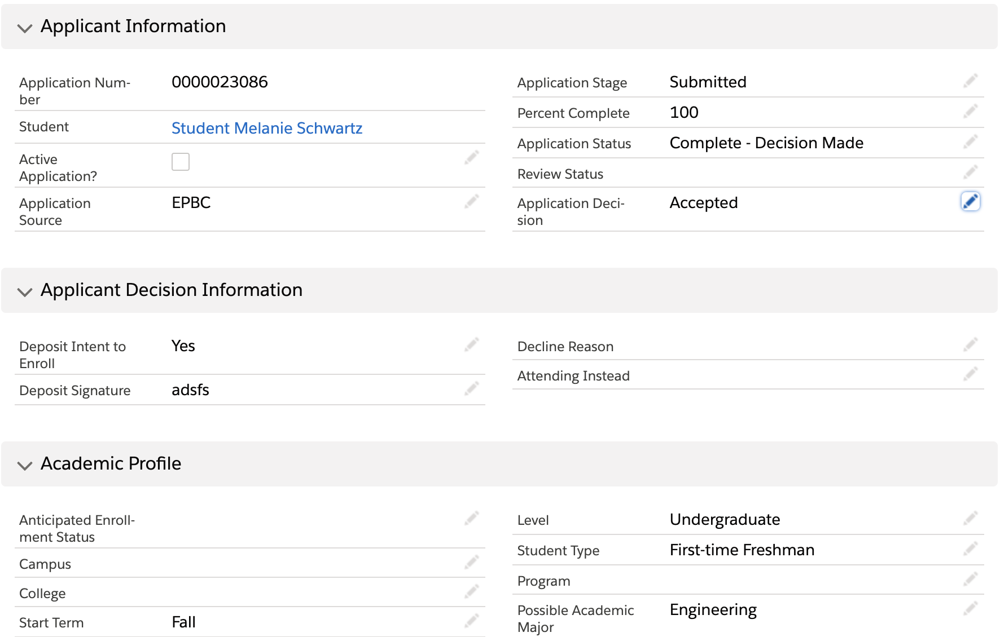 Applicant Information
Application Num-
ber
0000023086
Student
Student Melanie Schwartz
Active
Application?
Application
Source
EPBC
Application Stage
Submitted
Percent Complete
100
Application Status
Complete - Decision Made
Review Status
Application Deci-
sion
Accepted
Applicant Decision Information
Deposit Intent to
Enroll
Yes
Deposit Signature
adsfs
Decline Reason
Attending Instead
Academic Profile
Anticipated Enroll-
ment Status
Campus
College
Start Term
Fall
Level
Undergraduate
Student Type
First-time Freshman
Program
Possible Academic
Major
Engineering